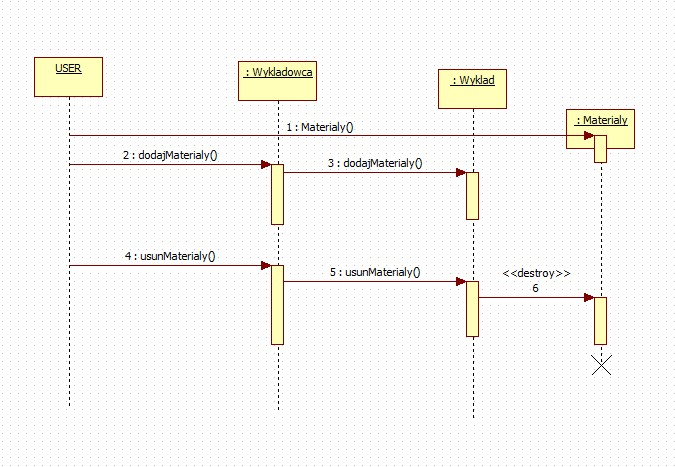 USER
: Wykladowca
: Wyklad
: Materialy
1 : Materialy()
2 : dodajMaterialy()
3 : dodajMaterialy()
4 : usunMaterialy()
5 : usunMaterialy()
<<destroy>>
6